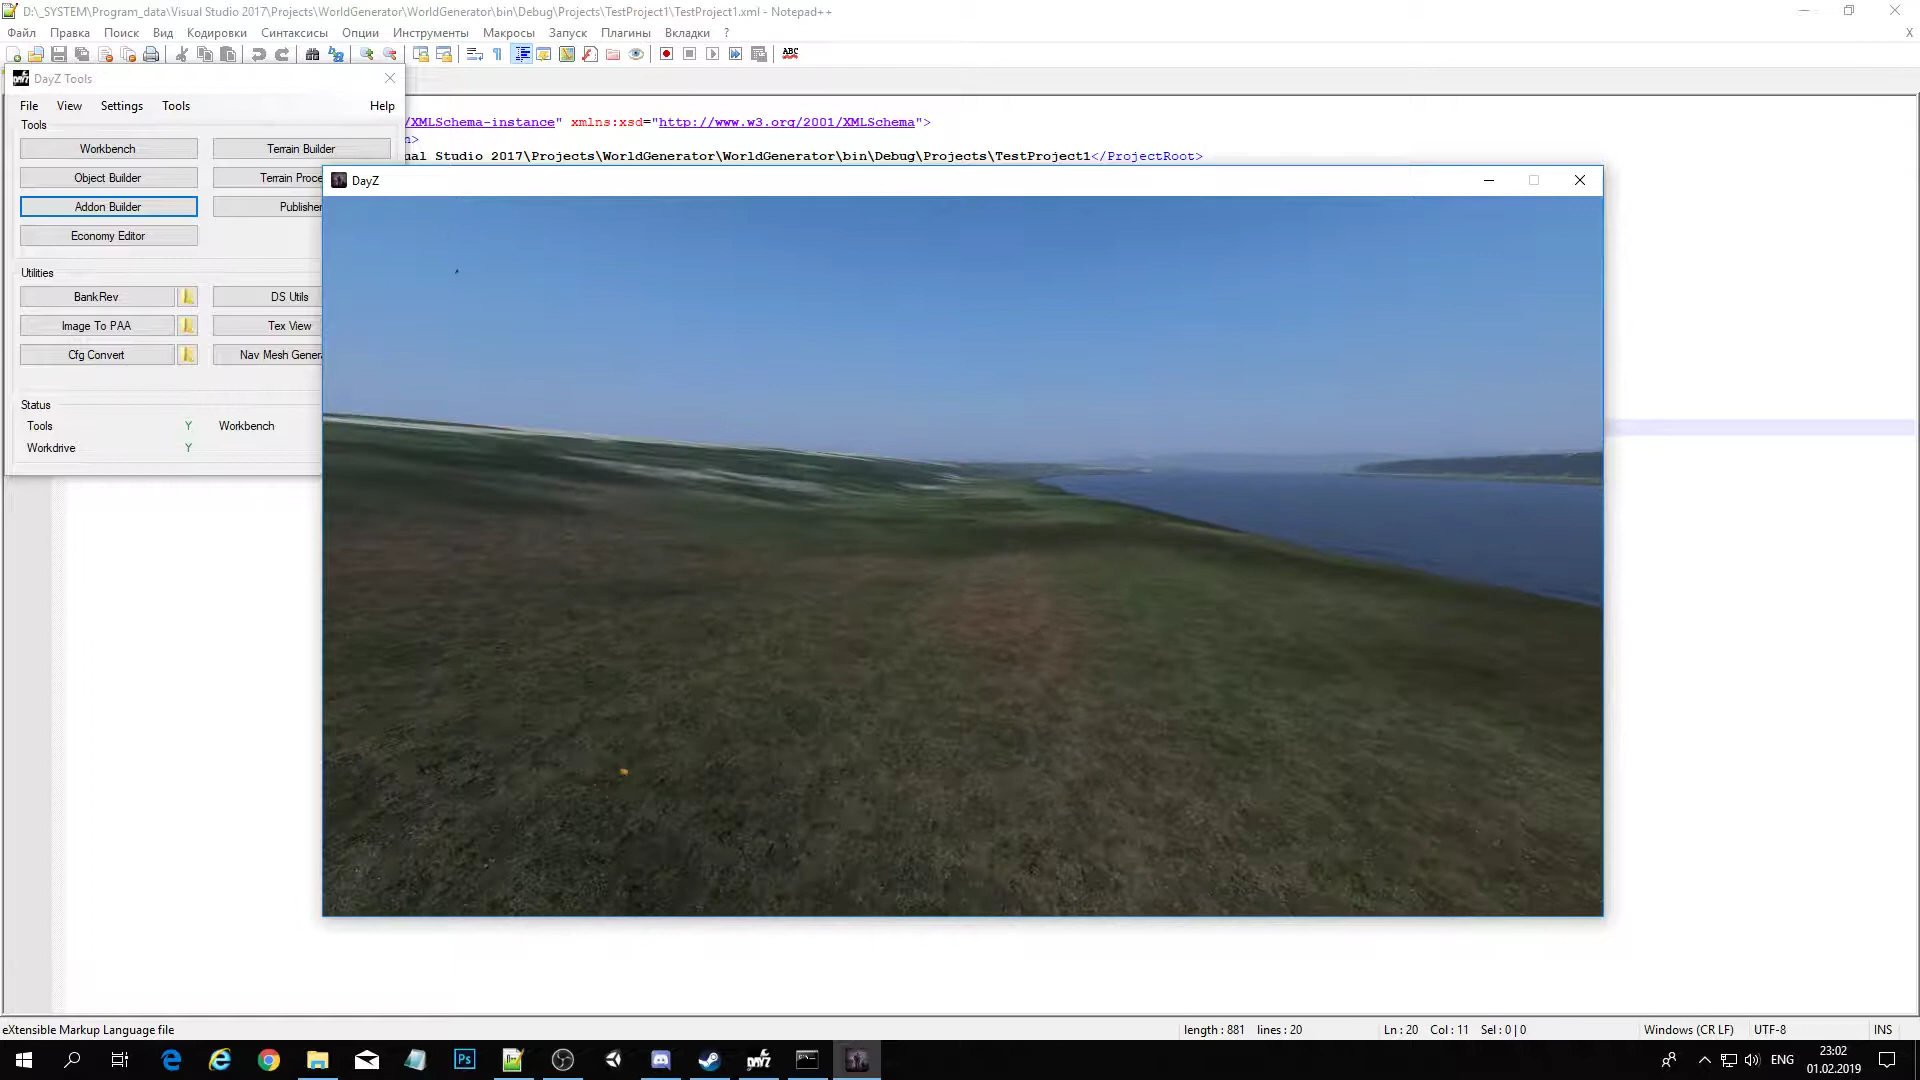 D:\_SYSTEM\Program_data\Visual Studio 2017\Projects\WorldGenerator\WorldGenerator\bin\Debug\Projects\TestProject1\TestProject1.xml - Notepad++
Файл Правка Поиск Вид Кодировки Синтаксисы Опции Инструменты Макросы Запуск Плагины Вкладки ? X
DayZ Tools
File View Settings Tools Help
Tools
/XMLSchema-instance" xmlns:xsd="http://www.w3.org/2001/XMLSchema">
n>
ual Studio 2017\Projects\WorldGenerator\WorldGenerator\bin\Debug\Projects\TestProject1</ProjectRoot>
Workbench Terrain Builder
Object Builder Terrain Proce
Addon Builder Publisher
Economy Editor
Utilities
BankRev DS Utils
Image To PAA Tex View
Cfg Convert Nav Mesh Genera
Status
Tools Y Workbench
Workdrive Y
DayZ
eXtensible Markup Language file length : 881 lines : 20 Ln : 20 Col : 11 Sel : 0 | 0 Windows (CR LF) UTF-8 INS
ENG
23:02
01.02.2019